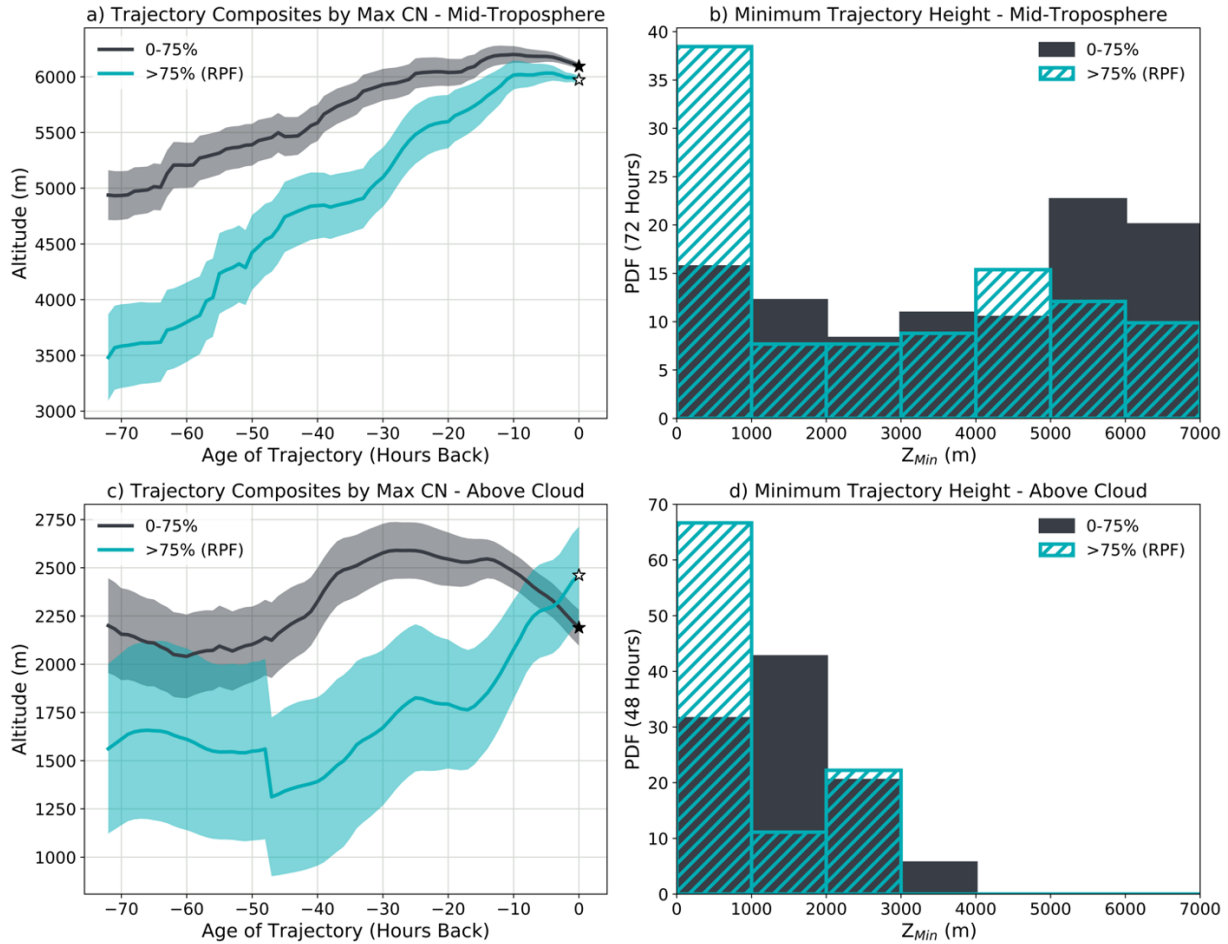 a) Trajectory Composites by Max CN - Mid-Troposphere
0-75%
>75% (RPF)
6000
5500
5000
4500
4000
3500
3000
Altitude (m)
−70 −60 −50 −40 −30 −20 −10 0
Age of Trajectory (Hours Back)
b) Minimum Trajectory Height - Mid-Troposphere
0-75%
>75% (RPF)
40
35
30
25
20
15
10
5
0
PDF (72 Hours)
0 1000 2000 3000 4000 5000 6000 7000
Z_Min (m)
c) Trajectory Composites by Max CN - Above Cloud
0-75%
>75% (RPF)
2750
2500
2250
2000
1750
1500
1250
1000
Altitude (m)
−70 −60 −50 −40 −30 −20 −10 0
Age of Trajectory (Hours Back)
d) Minimum Trajectory Height - Above Cloud
0-75%
>75% (RPF)
70
60
50
40
30
20
10
0
PDF (48 Hours)
0 1000 2000 3000 4000 5000 6000 7000
Z_Min (m)